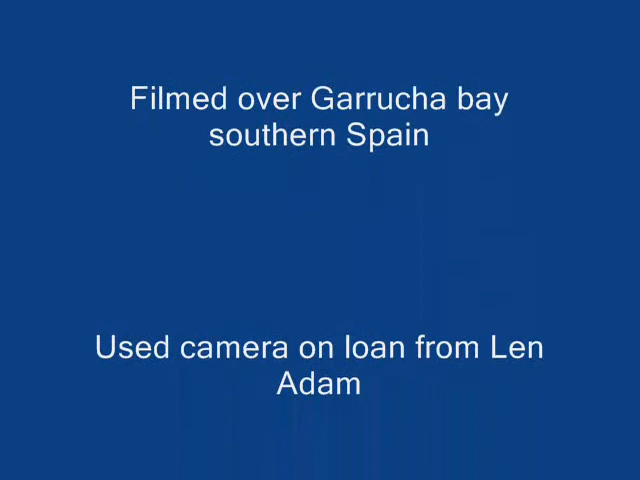 Filmed over Garrucha bay
southern Spain
Used camera on loan from Len
Adam